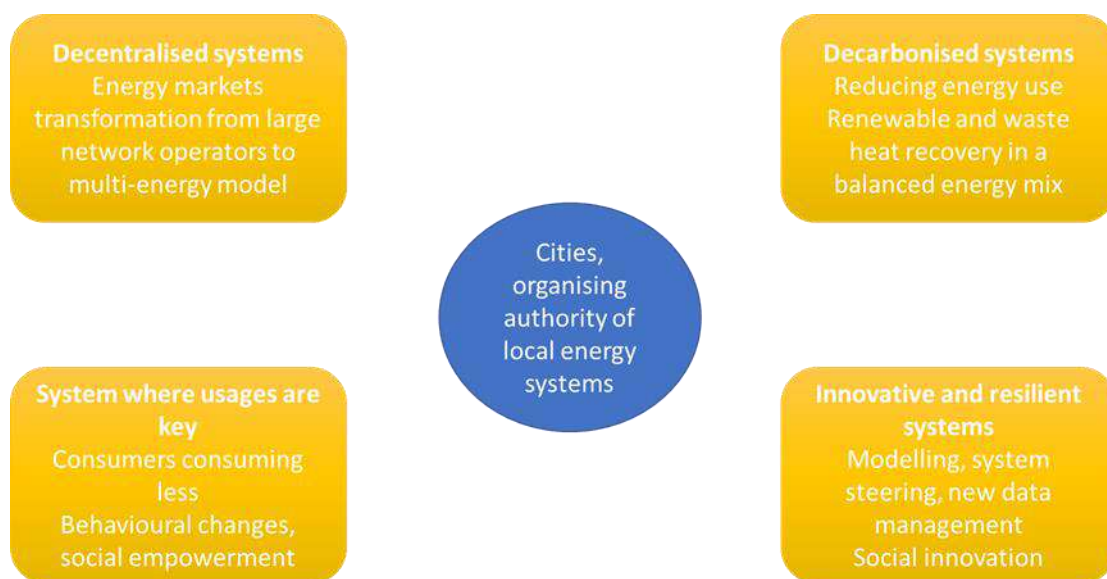 Decentralised systems
Energy markets
transformation from large
network operators to
multi-energy model
Decarbonised systems
Reducing energy use
Renewable and waste
heat recovery in a
balanced energy mix
Cities,
organising
authority of
local energy
systems
System where usages are
key
Consumers consuming
less
Behavioural changes,
social empowerment
Innovative and resilient
systems
Modelling, system
steering, new data
management
Social innovation